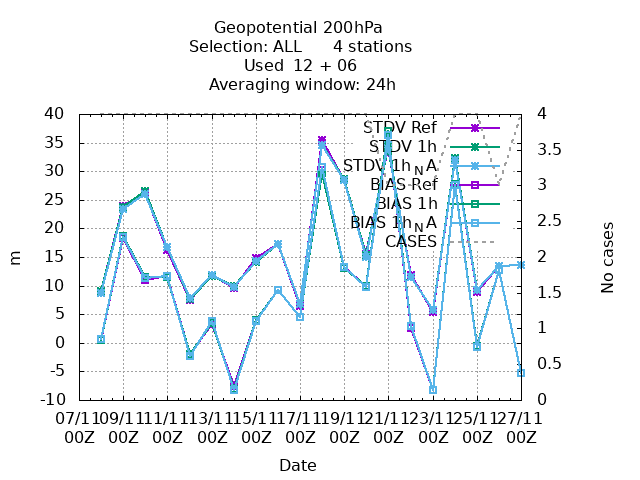 Geopotential 200hPa
Selection: ALL 4 stations
Used 12 + 06
Averaging window: 24h
40 4
STDV Ref
35 3.5
STDV 1h
STDV 1hNA
30 3
BIAS Ref
25 2.5
BIAS 1h
BIAS 1hNA
20
CASES
15 2
10 1.5
5 1
0
-5 0.5
-10 0
m
No cases
07/11 09/11 11/11 13/11 15/11 17/11 19/11 21/11 23/11 25/11 27/11
00Z 00Z 00Z 00Z 00Z 00Z 00Z 00Z 00Z 00Z 00Z
Date